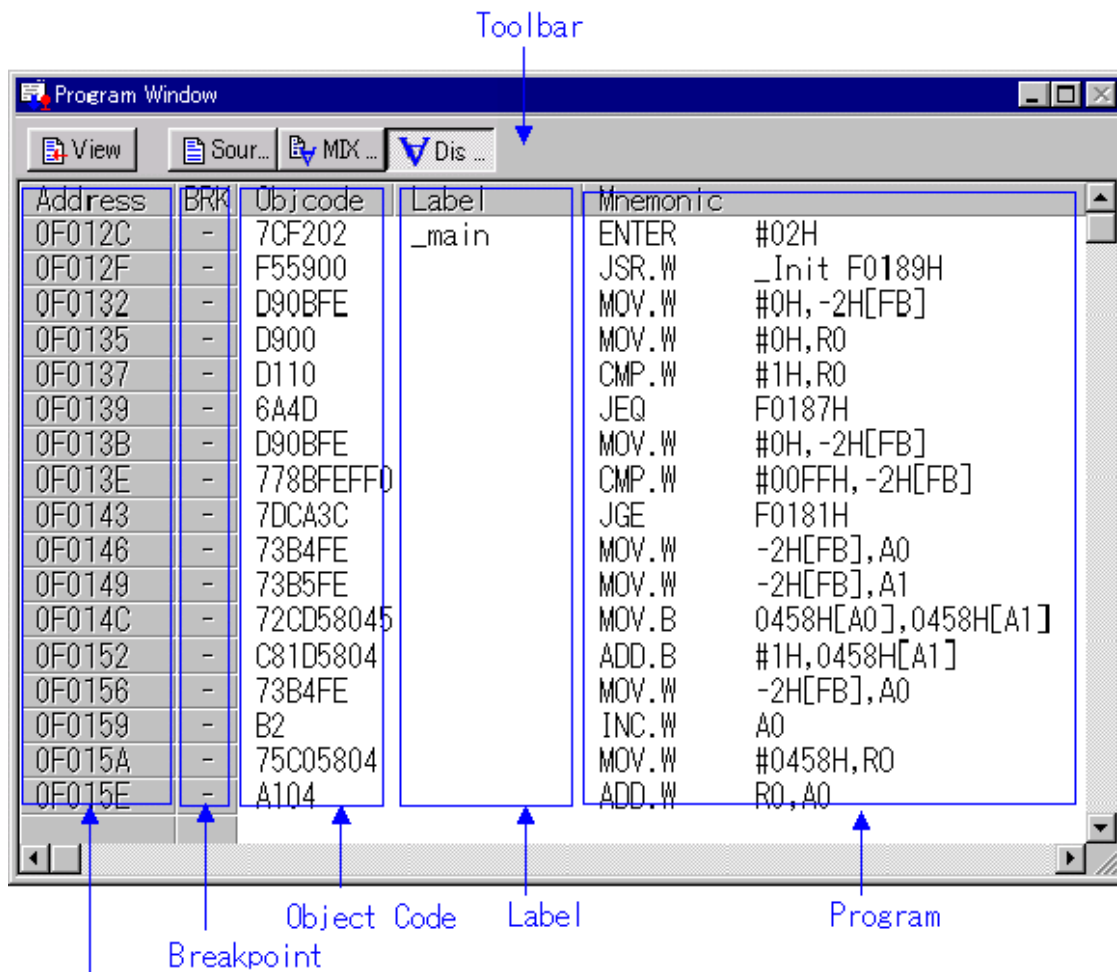 Toolbar
Program Window
View Sour... MIX ... Dis ...
Address BRK Objcode Label Mnemonic
0F012C - 7CF202 _main ENTER #02H
0F012F - F55900 JSR.W _Init F0189H
0F0132 - D90BFE MOV.W #0H,-2H[FB]
0F0135 - D900 MOV.W #0H,R0
0F0137 - D110 CMP.W #1H,R0
0F0139 - 6A4D JEQ F0187H
0F013B - D90BFE MOV.W #0H,-2H[FB]
0F013E - 778BFEFF0 CMP.W #00FFH,-2H[FB]
0F0143 - 7DCA3C JGE F0181H
0F0146 - 73B4FE MOV.W -2H[FB],A0
0F0149 - 73B5FE MOV.W -2H[FB],A1
0F014C - 72CD58045 MOV.B 0458H[A0],0458H[A1]
0F0152 - C81D5804 ADD.B #1H,0458H[A1]
0F0156 - 73B4FE MOV.W -2H[FB],A0
0F0159 - B2 INC.W A0
0F015A - 75C05804 MOV.W #0458H,R0
0F015E - A104 ADD.W R0,A0
Object Code Label Program
Breakpoint